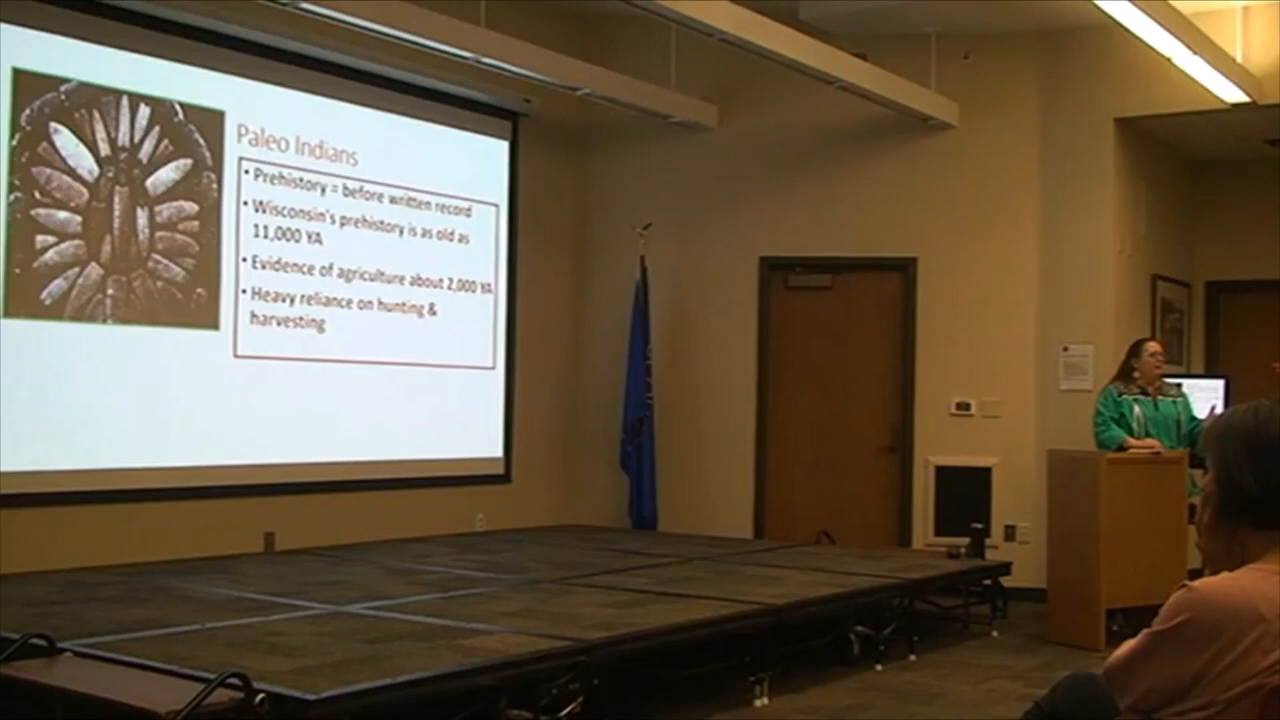 Paleo Indians
• Prehistory = before written record
• Wisconsin's prehistory is as old as
11,000 YA
• Evidence of agriculture about 2,000 YA
• Heavy reliance on hunting &
harvesting